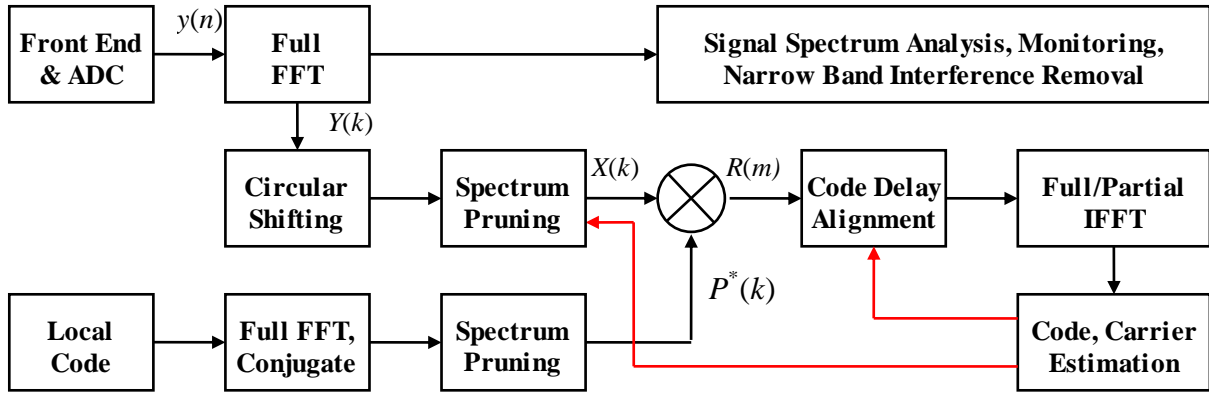 Front End
& ADC
y(n)
Full
FFT
Signal Spectrum Analysis, Monitoring,
Narrow Band Interference Removal
Y(k)
Circular
Shifting
Spectrum
Pruning
X(k)
R(m)
Code Delay
Alignment
Full/Partial
IFFT
P*(k)
Local
Code
Full FFT,
Conjugate
Spectrum
Pruning
Code, Carrier
Estimation